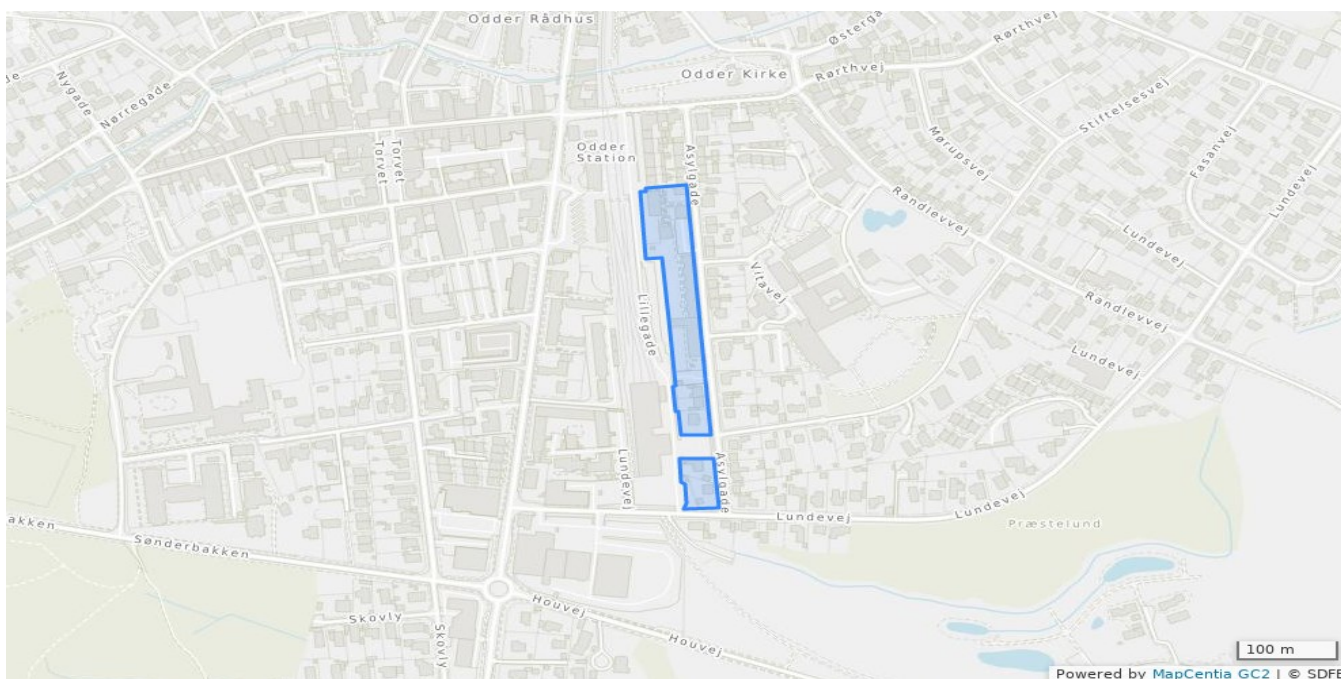 Odder Rådhus
Østerga
Rørthvej
Nygade
Nørregade
Odder Kirke
Rørthvej
Stiftelsesvej
Mørupsvej
Fasanvej
Lundevej
Torvet
Torvet
Odder
Station
Asylgade
Randlevvej
Lundevej
Vitavej
Randlevvej
Lillegade
Lundevej
Lundevej
Asylgade
Lundevej
Lundevej
Præstelund
akken
Sønderbakken
Houvej
Houvej
Skovly
Skovly
100 m
Powered by MapCentia GC2 | © SDFE